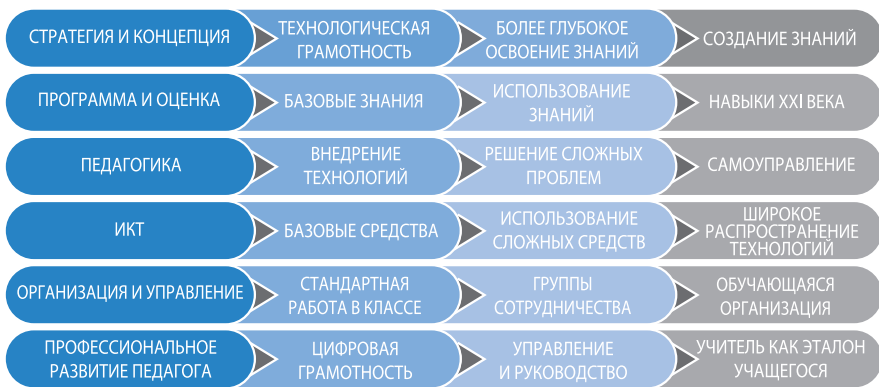 СТРАТЕГИЯ И КОНЦЕПЦИЯ
ТЕХНОЛОГИЧЕСКАЯ
ГРАМОТНОСТЬ
БОЛЕЕ ГЛУБОКОЕ
ОСВОЕНИЕ ЗНАНИЙ
СОЗДАНИЕ ЗНАНИЙ
ПРОГРАММА И ОЦЕНКА
БАЗОВЫЕ ЗНАНИЯ
ИСПОЛЬЗОВАНИЕ
ЗНАНИЙ
НАВЫКИ XXI ВЕКА
ПЕДАГОГИКА
ВНЕДРЕНИЕ
ТЕХНОЛОГИЙ
РЕШЕНИЕ СЛОЖНЫХ
ПРОБЛЕМ
САМОУПРАВЛЕНИЕ
ИКТ
БАЗОВЫЕ СРЕДСТВА
ИСПОЛЬЗОВАНИЕ
СЛОЖНЫХ СРЕДСТВ
ШИРОКОЕ
РАСПРОСТРАНЕНИЕ
ТЕХНОЛОГИЙ
ОРГАНИЗАЦИЯ И УПРАВЛЕНИЕ
СТАНДАРТНАЯ
РАБОТА В КЛАССЕ
ГРУППЫ
СОТРУДНИЧЕСТВА
ОБУЧАЮЩАЯСЯ
ОРГАНИЗАЦИЯ
ПРОФЕССИОНАЛЬНОЕ
РАЗВИТИЕ ПЕДАГОГА
ЦИФРОВАЯ
ГРАМОТНОСТЬ
УПРАВЛЕНИЕ
И РУКОВОДСТВО
УЧИТЕЛЬ КАК ЭТАЛОН
УЧАЩЕГОСЯ